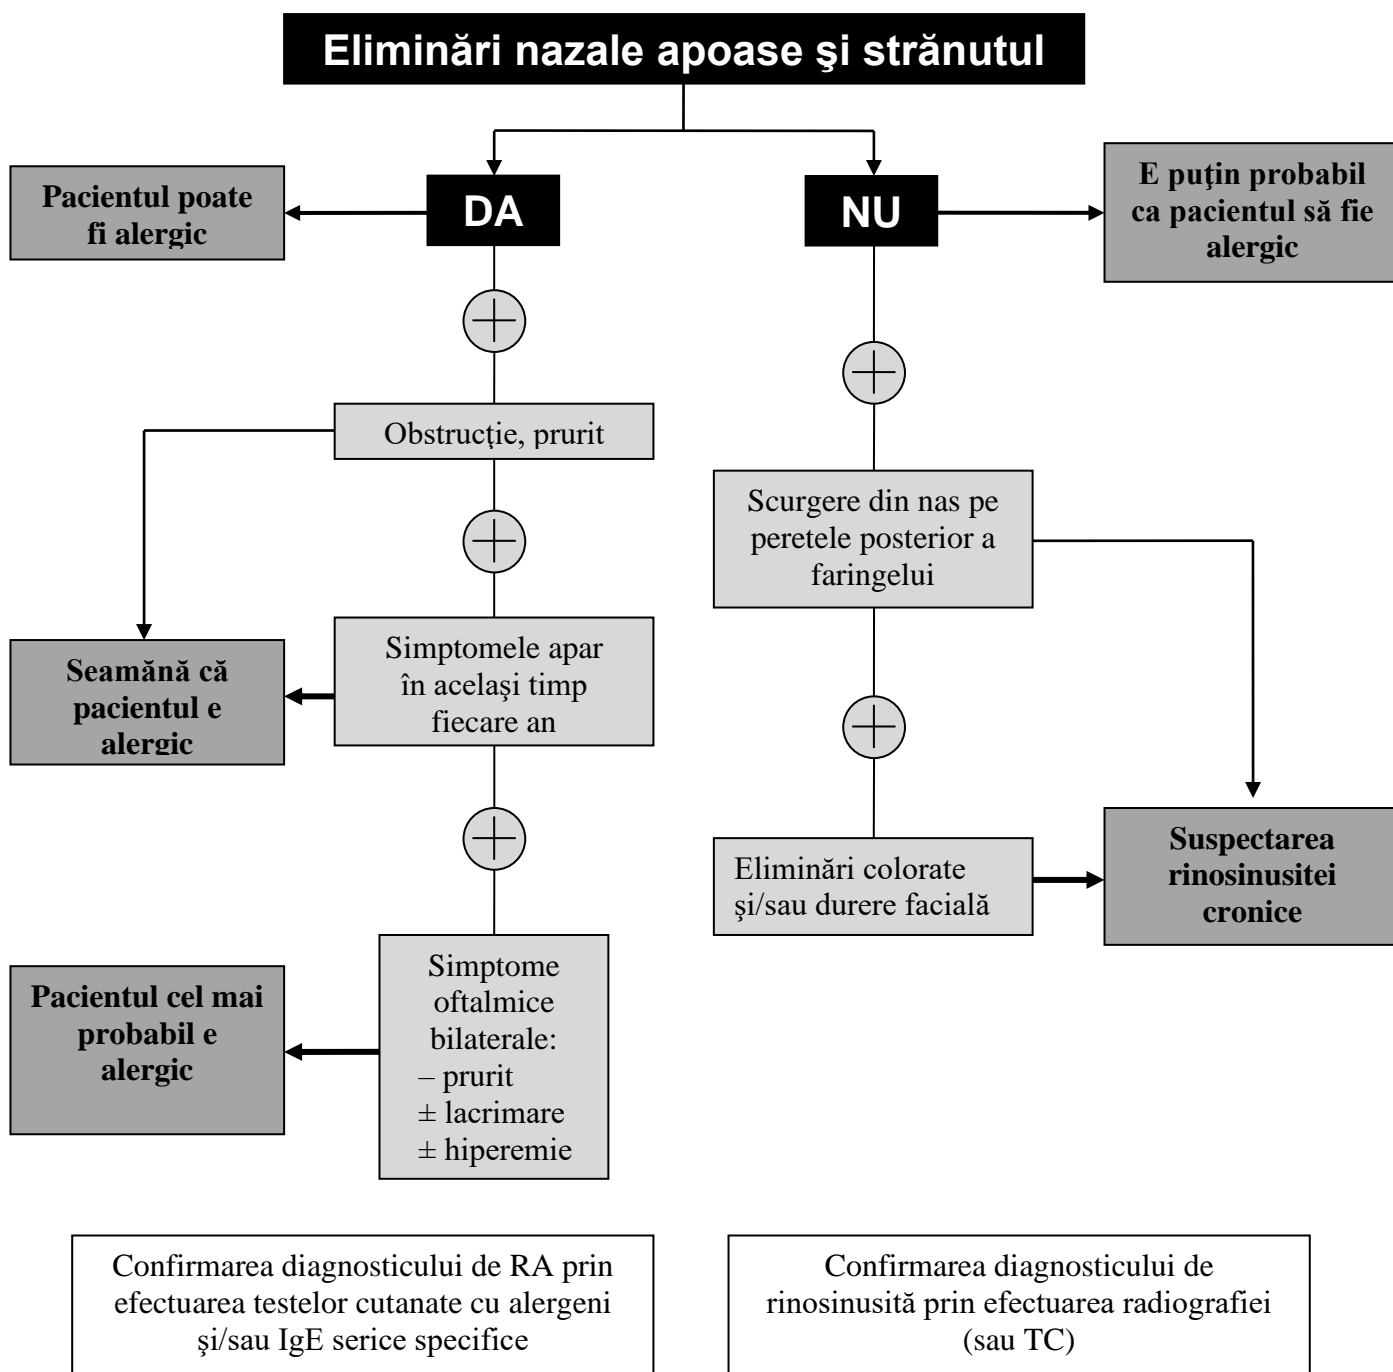 Eliminări nazale apoase şi strănutul
Pacientul poate
fi alergic
DA
NU
E puţin probabil
ca pacientul să fie
alergic
Obstrucţie, prurit
Scurgere din nas pe
peretele posterior a
faringelui
Seamănă că
pacientul e
alergic
Simptomele apar
în acelaşi timp
fiecare an
Eliminări colorate
şi/sau durere facială
Suspectarea
rinosinusitei
cronice
Pacientul cel mai
probabil e
alergic
Simptome
oftalmice
bilaterale:
– prurit
± lacrimare
± hiperemie
Confirmarea diagnosticului de RA prin
efectuarea testelor cutanate cu alergeni
şi/sau IgE serice specifice
Confirmarea diagnosticului de
rinosinusită prin efectuarea radiografiei
(sau TC)